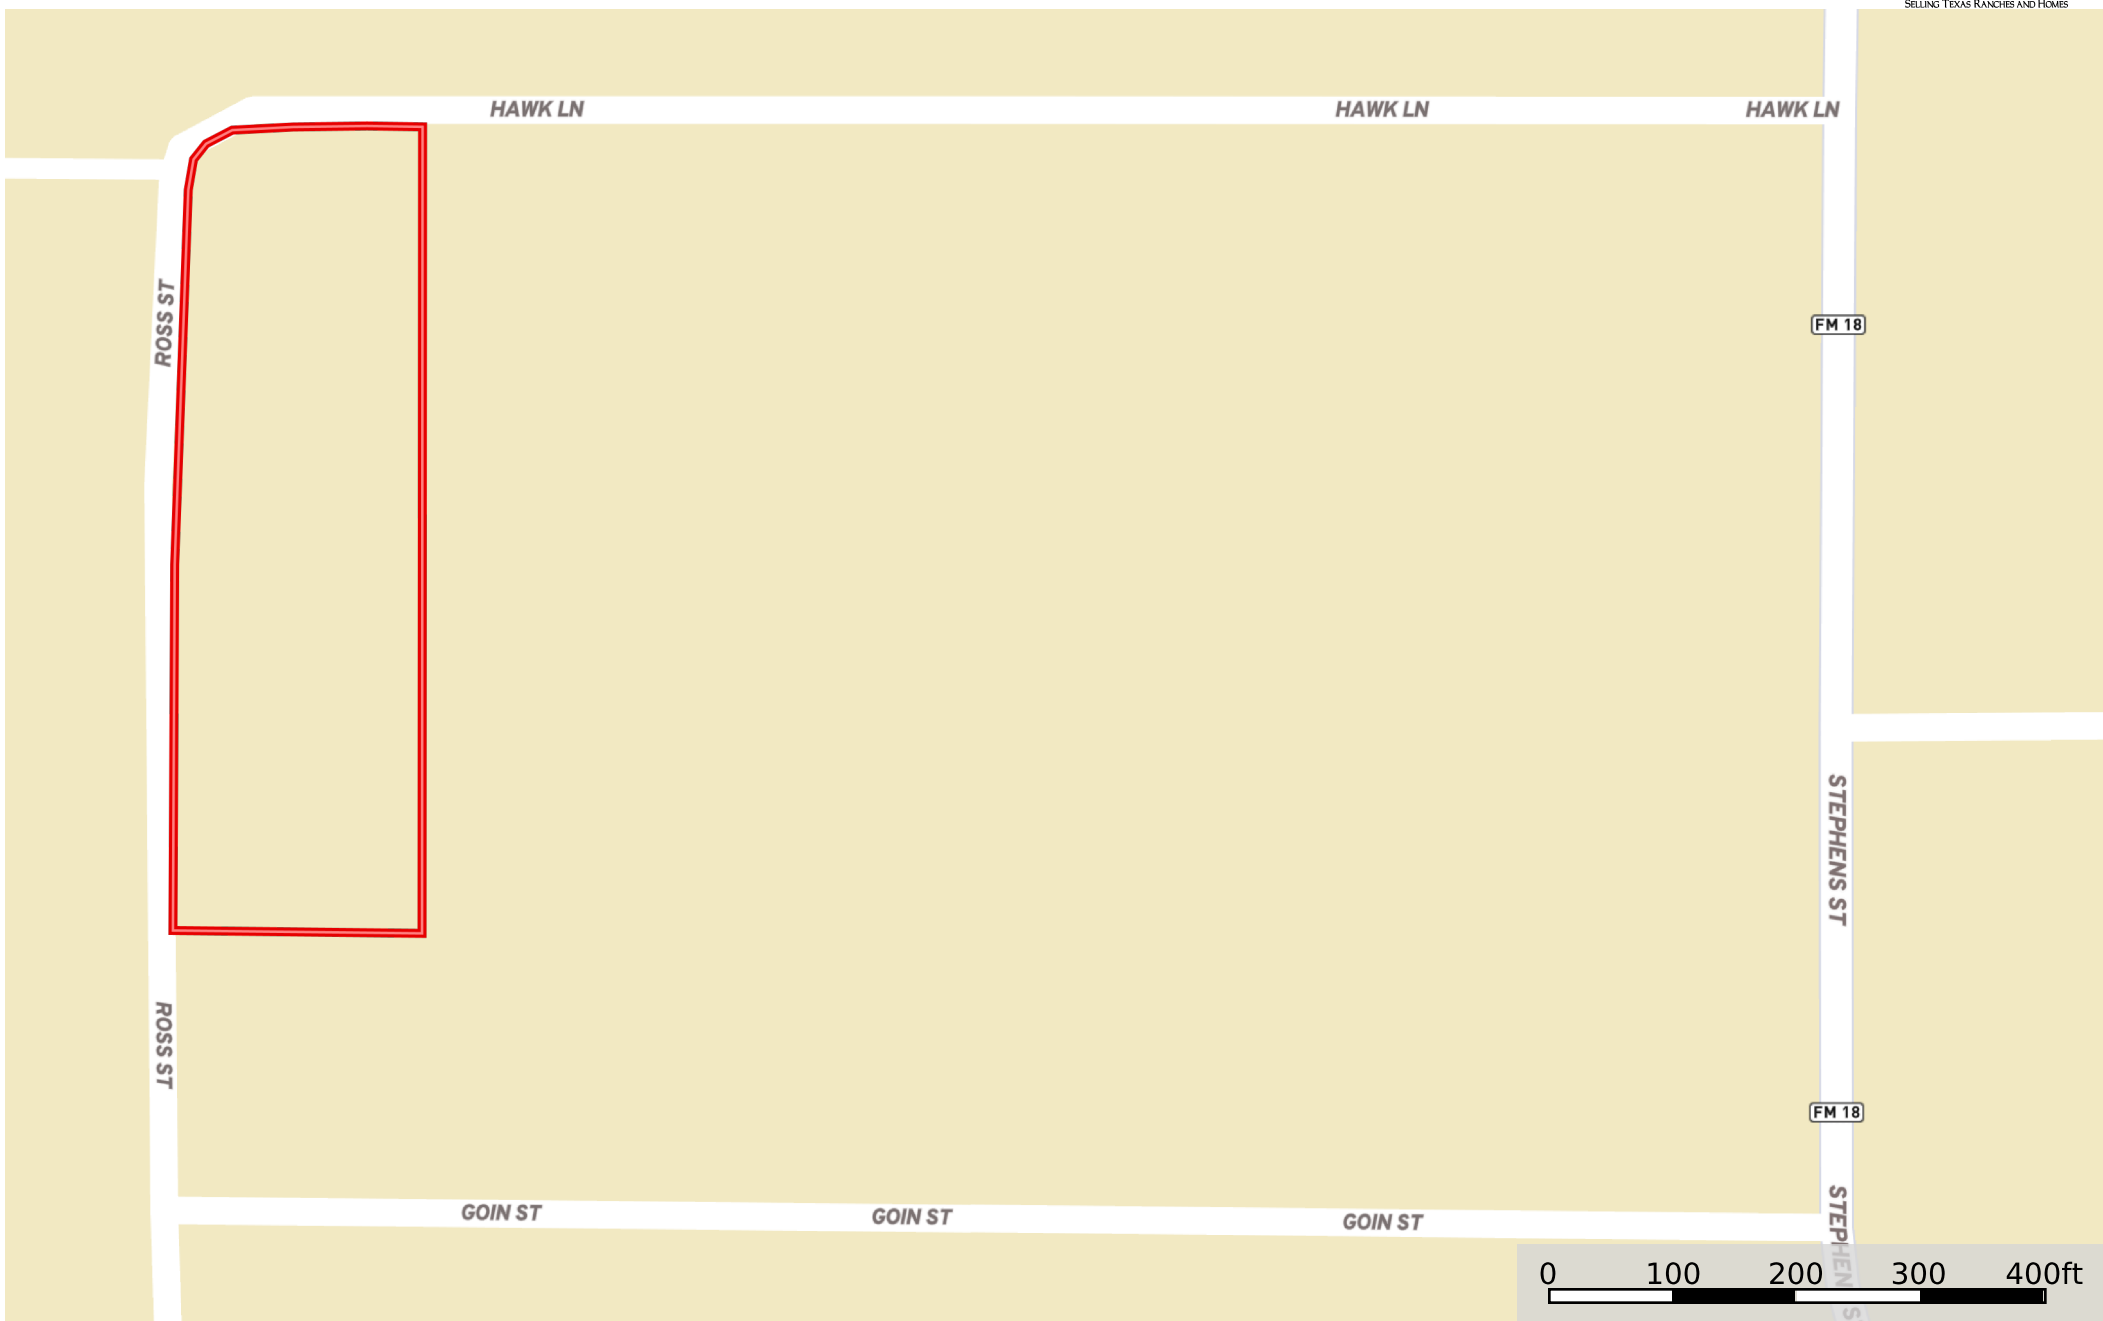 SELLING TEXAS RANCHES AND HOMES
HAWK LN
HAWK LN
HAWK LN
ROSS ST
FM 18
STEPHENS ST
ROSS ST
FM 18
GOIN ST
GOIN ST
GOIN ST
STEPHENS S
0 100 200 300 400ft